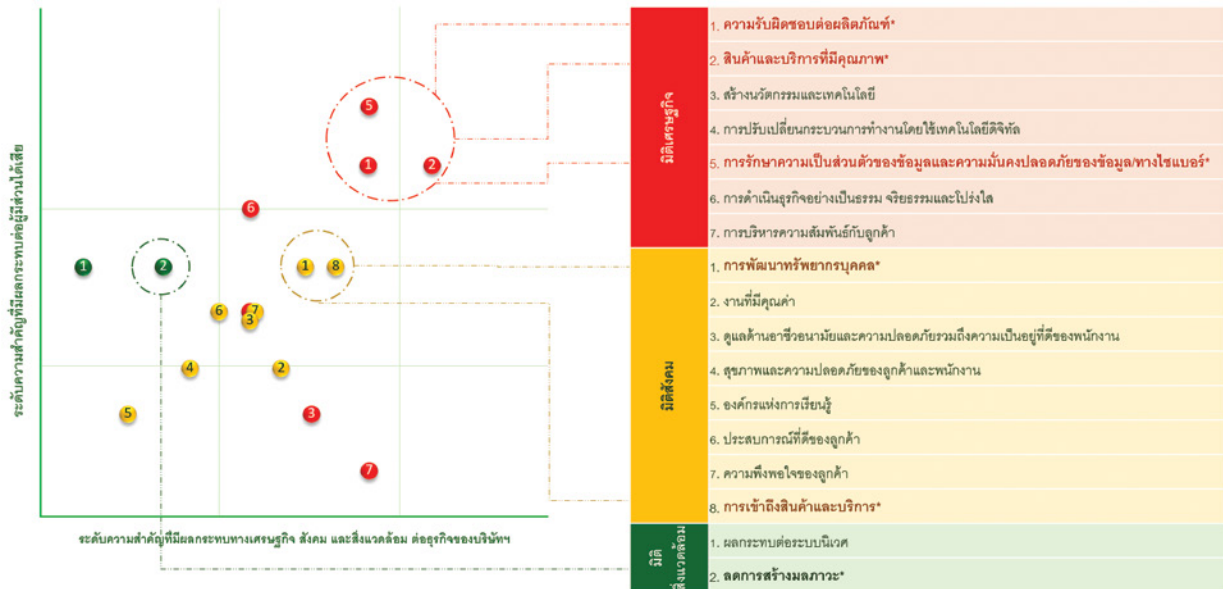 ระดับความสำคัญที่มีผลกระทบต่อผู้มีส่วนได้เสีย
5
1
2
6
1
2
1
8
6
7
3
4
2
5
3
7
ระดับความสำคัญที่มีผลกระทบทางเศรษฐกิจ สังคม และสิ่งแวดล้อม ต่อธุรกิจของบริษัทฯ
มิติเศรษฐกิจ
1. ความรับผิดชอบต่อผลิตภัณฑ์*
2. สินค้าและบริการที่มีคุณภาพ*
3. สร้างนวัตกรรมและเทคโนโลยี
4. การปรับเปลี่ยนกระบวนการทำงานโดยใช้เทคโนโลยีดิจิทัล
5. การรักษาความเป็นส่วนตัวของข้อมูลและความมั่นคงปลอดภัยของข้อมูล/ทางไซเบอร์*
6. การดำเนินธุรกิจอย่างเป็นธรรม จริยธรรมและโปร่งใส
7. การบริหารความสัมพันธ์กับลูกค้า
มิติสังคม
1. การพัฒนาทรัพยากรบุคคล*
2. งานที่มีคุณค่า
3. ดูแลด้านอาชีวอนามัยและความปลอดภัยรวมถึงความเป็นอยู่ที่ดีของพนักงาน
4. สุขภาพและความปลอดภัยของลูกค้าและพนักงาน
5. องค์กรแห่งการเรียนรู้
6. ประสบการณ์ที่ดีของลูกค้า
7. ความพึงพอใจของลูกค้า
8. การเข้าถึงสินค้าและบริการ*
มิติ
สิ่งแวดล้อม
1. ผลกระทบต่อระบบนิเวศ
2. ลดการสร้างมลภาวะ*